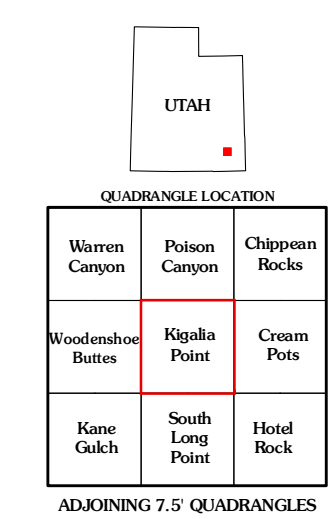 UTAH
QUADRANGLE LOCATION
Warren
Canyon
Poison
Canyon
Chippean
Rocks
Woodenshoe
Buttes
Kigalia
Point
Cream
Pots
Kane
Gulch
South
Long
Point
Hotel
Rock
ADJOINING 7.5' QUADRANGLES